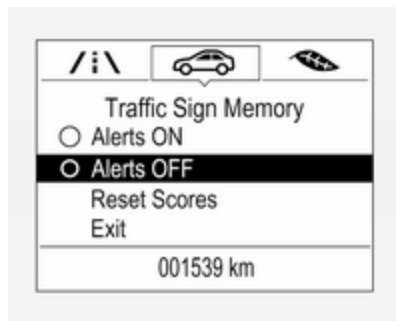 Traffic Sign Memory
Alerts ON
Alerts OFF
Reset Scores
Exit
001539 km